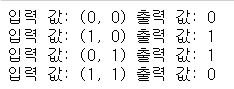 입력 값: (0, 0) 출력 값: 0
입력 값: (1, 0) 출력 값: 1
입력 값: (0, 1) 출력 값: 1
입력 값: (1, 1) 출력 값: 0